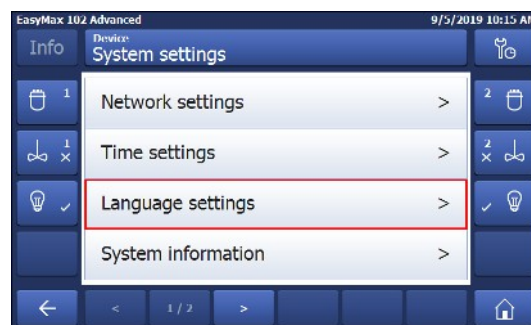 EasyMax 102 Advanced
9/5/2019 10:15 AM
Info
Device
System settings
1
Network settings >
2
1
Time settings >
2
Language settings >
System information >
< 1 / 2 >